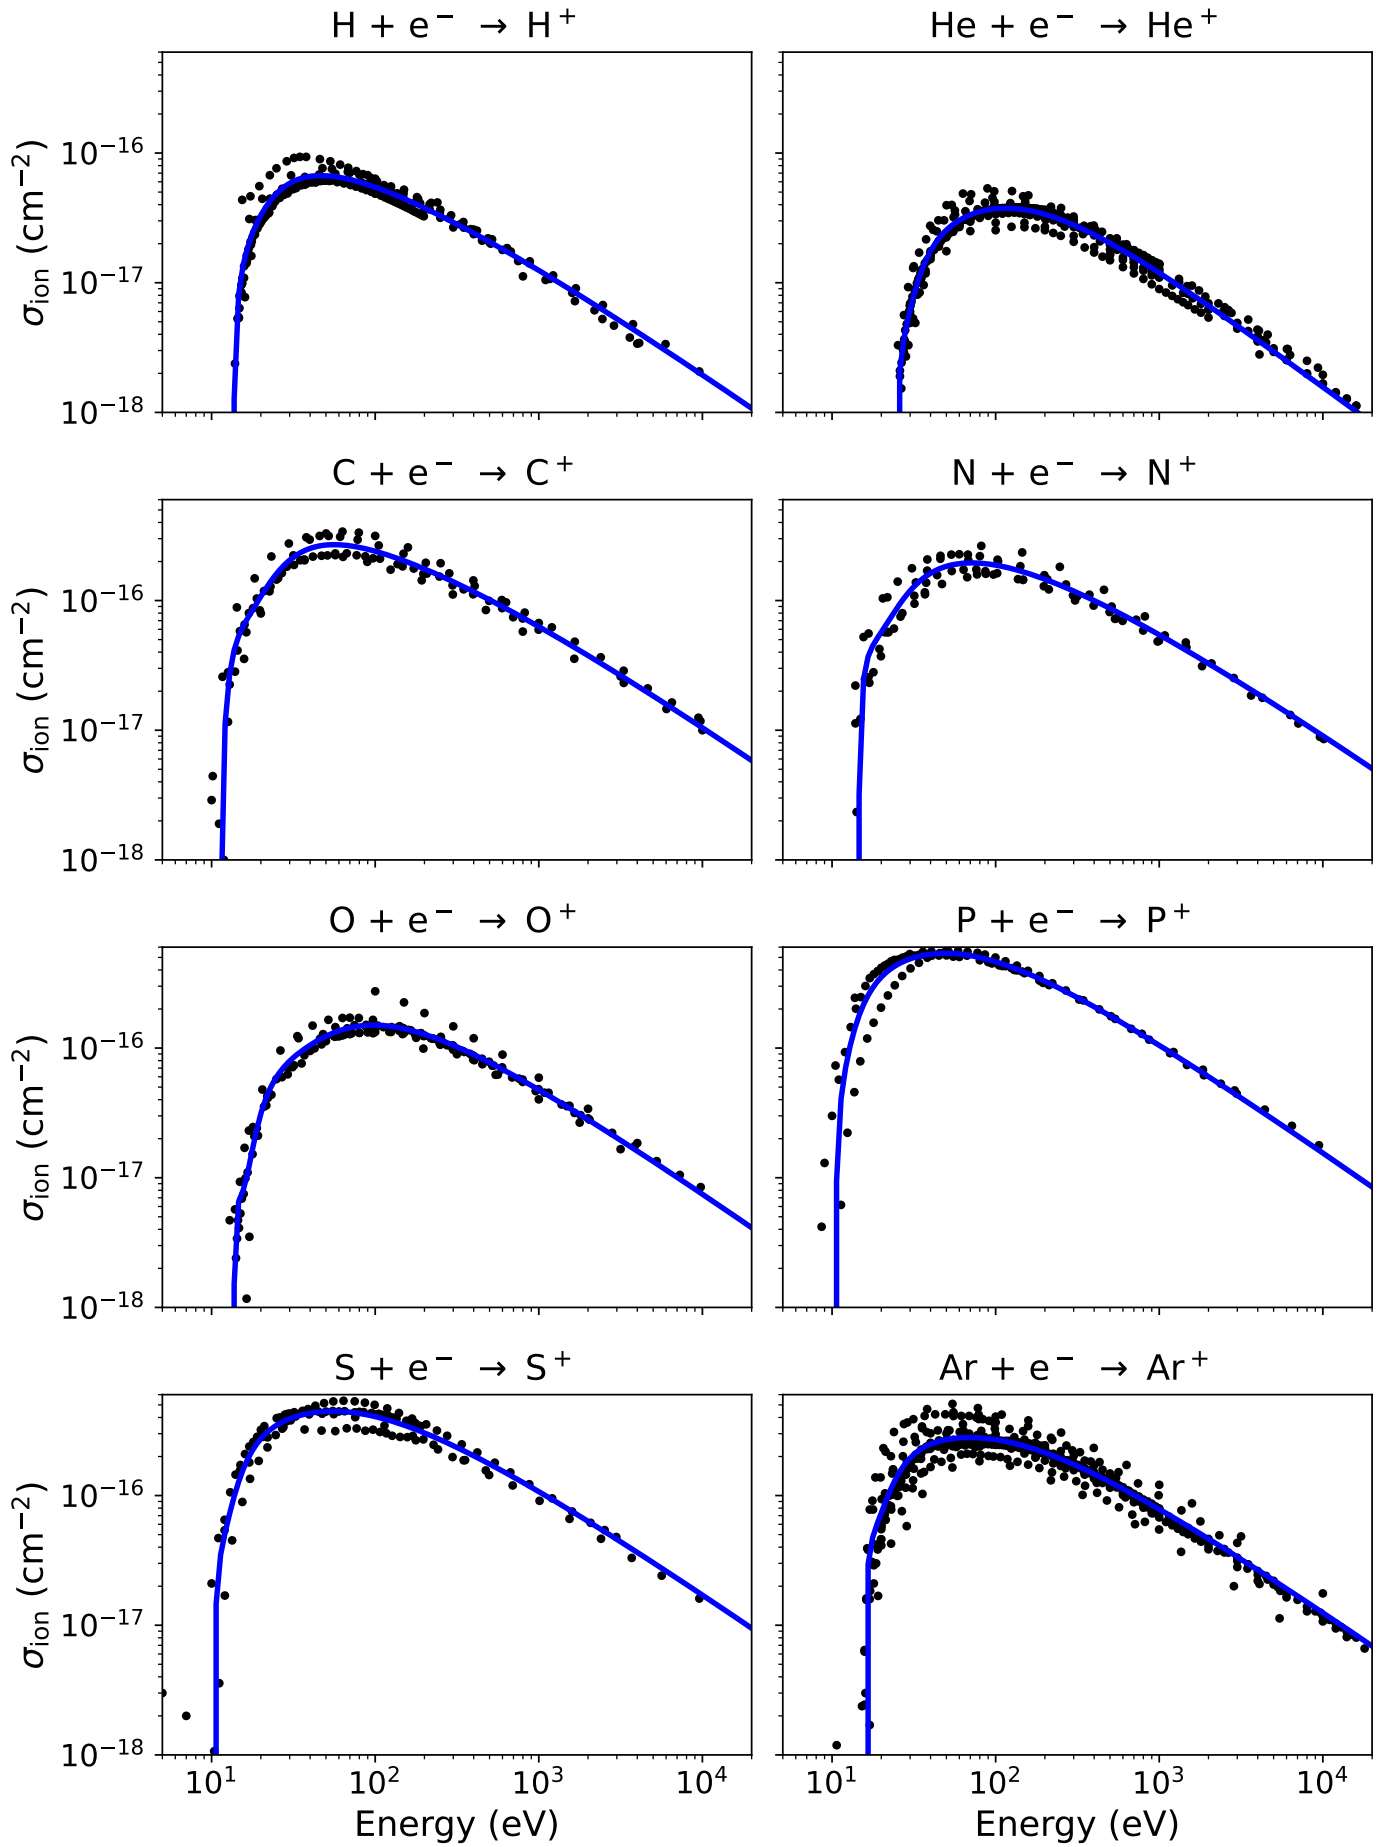 H + e⁻ → H⁺
He + e⁻ → He⁺
σ_ion (cm⁻²)
10⁻¹⁶
10⁻¹⁷
10⁻¹⁸
C + e⁻ → C⁺
N + e⁻ → N⁺
σ_ion (cm⁻²)
10⁻¹⁶
10⁻¹⁷
10⁻¹⁸
O + e⁻ → O⁺
P + e⁻ → P⁺
σ_ion (cm⁻²)
10⁻¹⁶
10⁻¹⁷
10⁻¹⁸
S + e⁻ → S⁺
Ar + e⁻ → Ar⁺
σ_ion (cm⁻²)
10⁻¹⁶
10⁻¹⁷
10⁻¹⁸
10¹ 10² 10³ 10⁴
10¹ 10² 10³ 10⁴
Energy (eV)
Energy (eV)